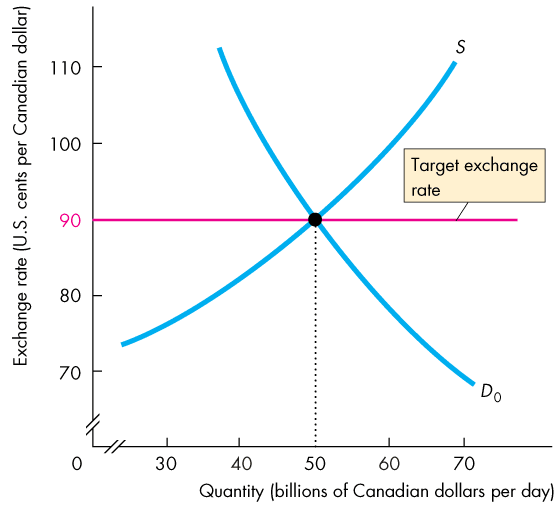 Exchange rate (U.S. cents per Canadian dollar)
110
100
90
80
70
0
30
40
50
60
70
Quantity (billions of Canadian dollars per day)
S
Target exchange
rate
D0